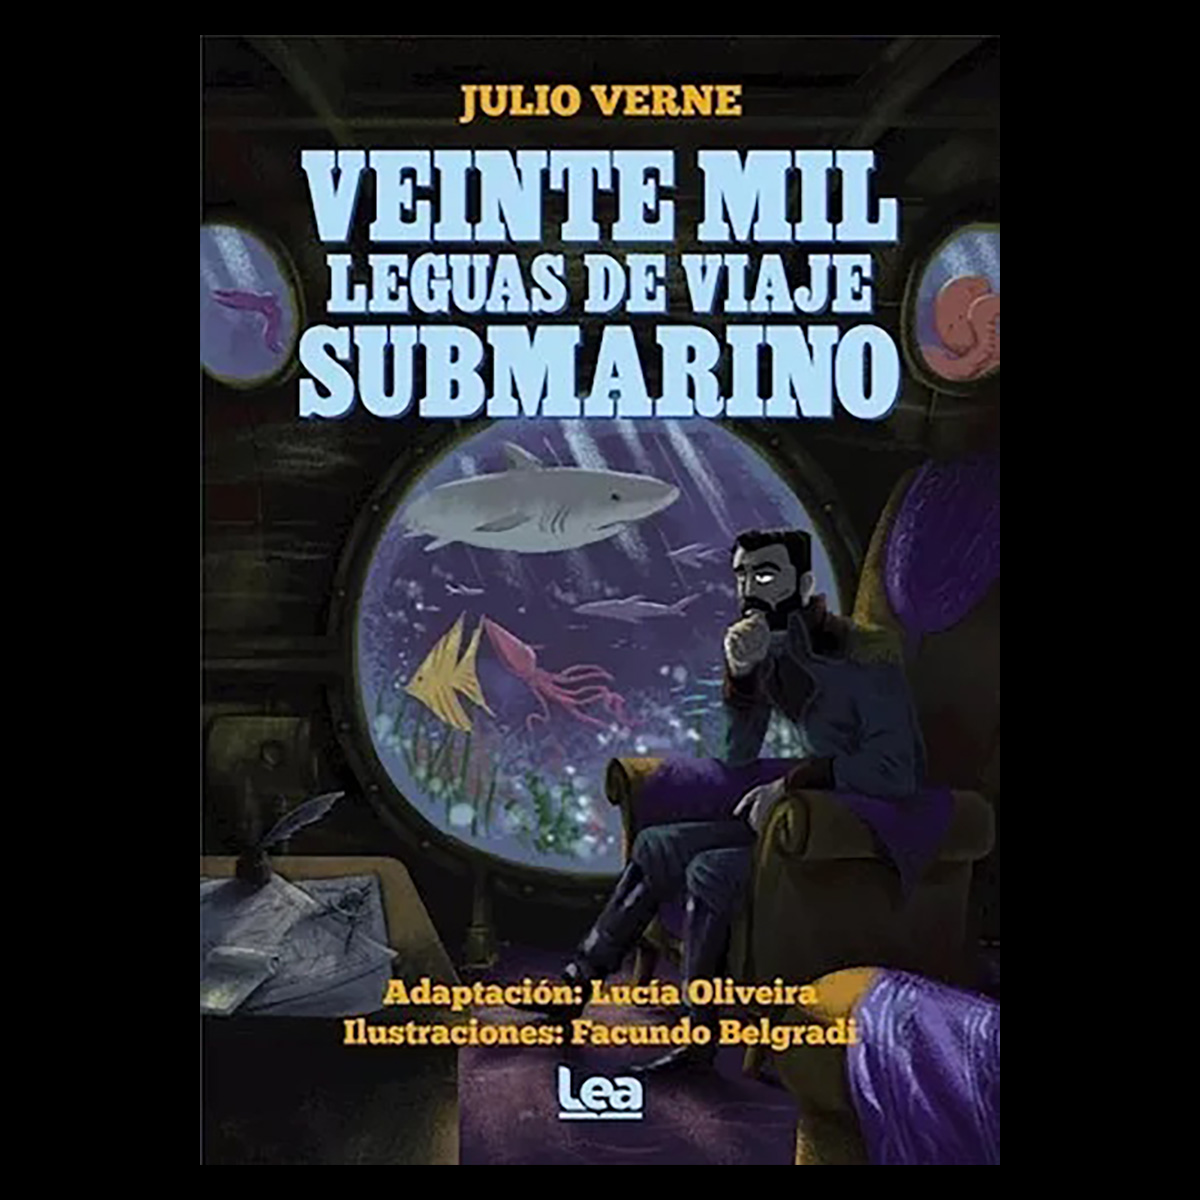 JULIO VERNE
VEINTE MIL
LEGUAS DE VIAJE
SUBMARINO
Adaptación: Lucía Oliveira
Ilustraciones: Facundo Belgradi
Lea